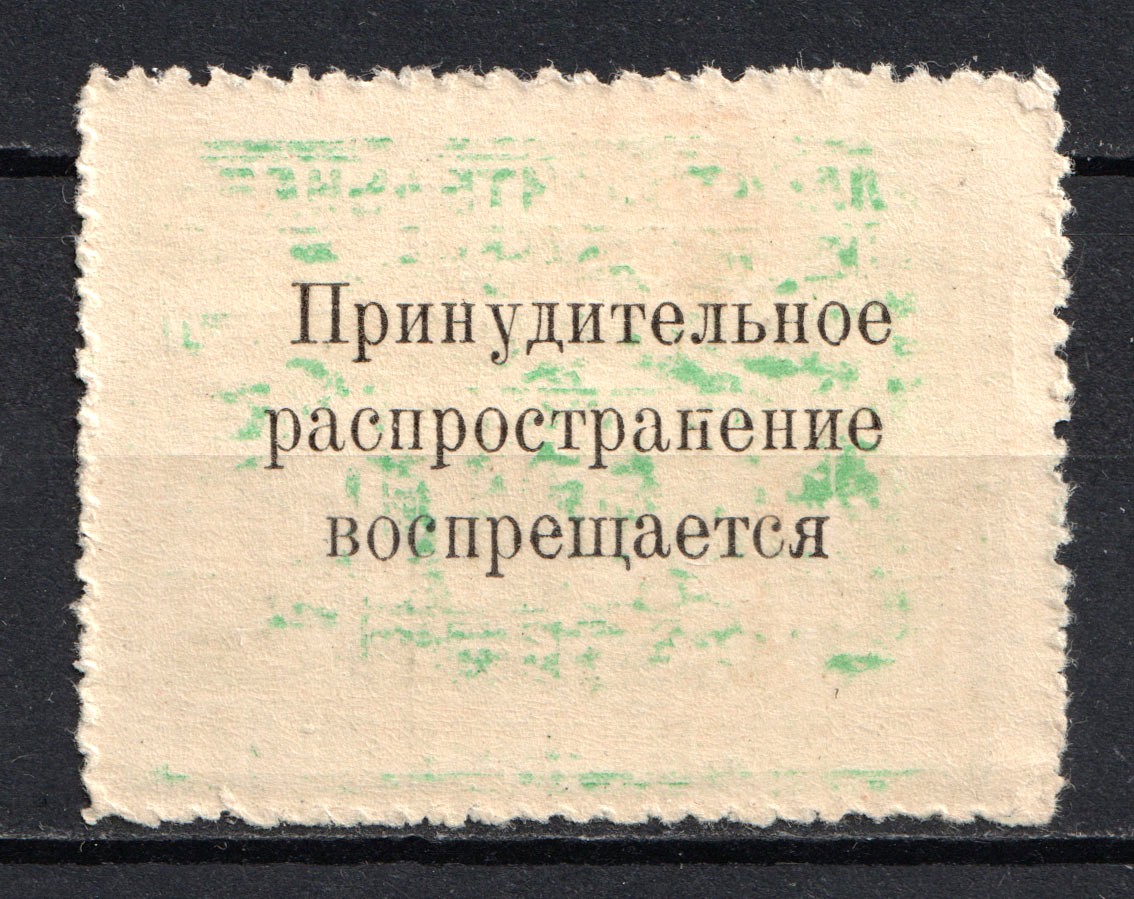 Принудительное
распространение
воспрещается